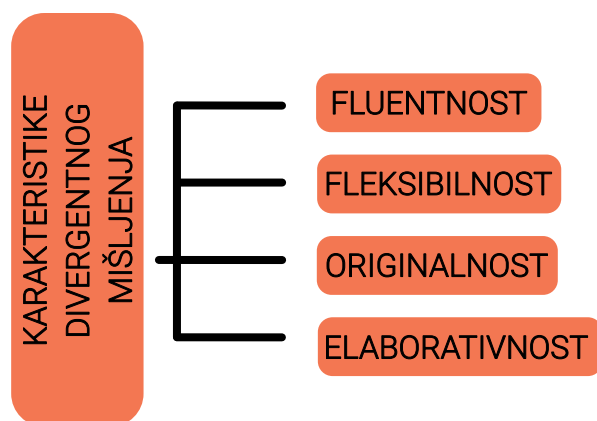 KARAKTERISTIKE
DIVERGENTNOG
MIŠLJENJA
FLUENTNOST
FLEKSIBILNOST
ORIGINALNOST
ELABORATIVNOST